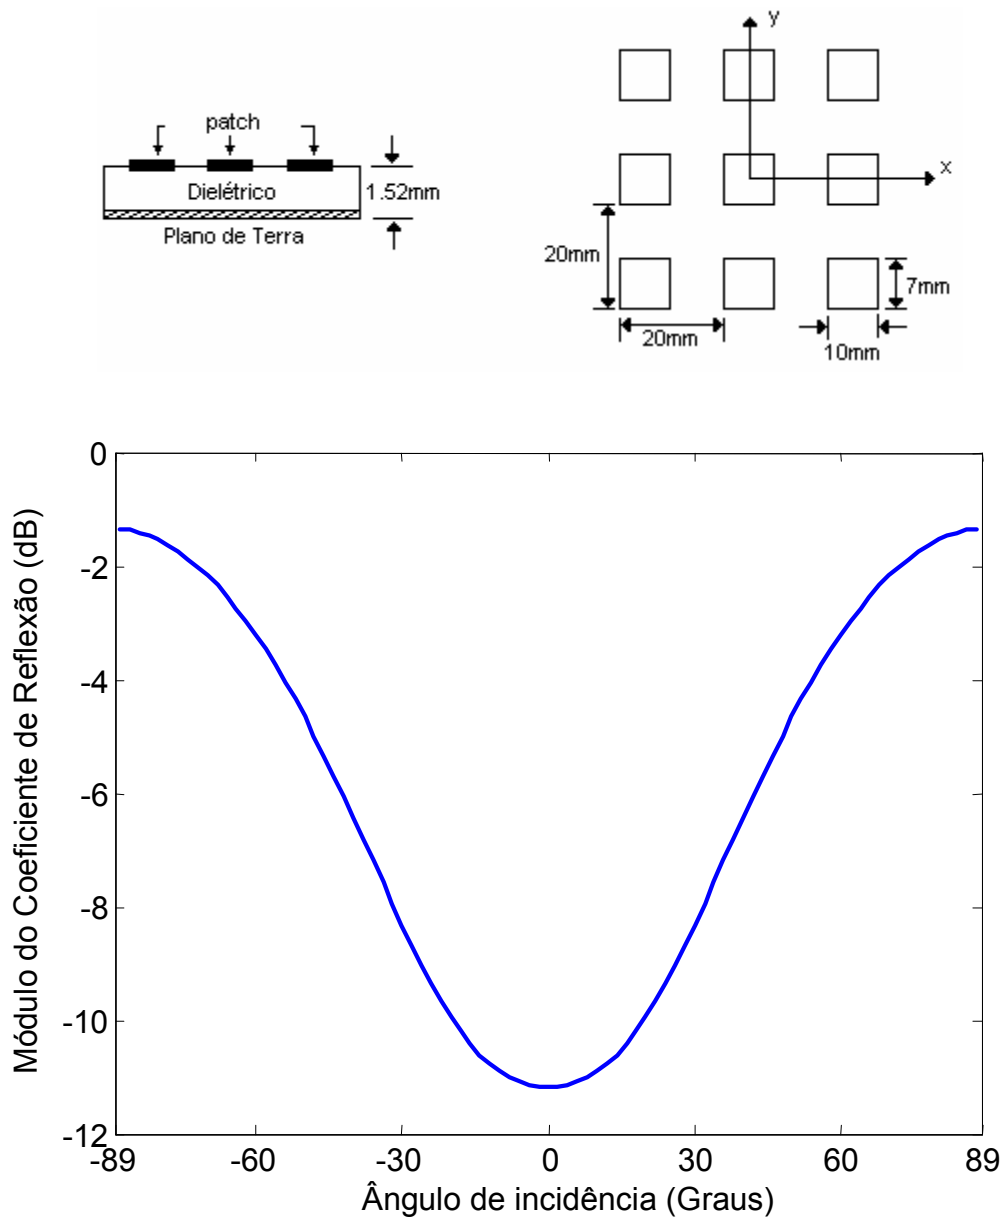 patch
Dielétrico
1.52mm
Plano de Terra
y
x
20mm
20mm
7mm
10mm
Módulo do Coeficiente de Reflexão (dB)
0
-2
-4
-6
-8
-10
-12
-89 -60 -30 0 30 60 89
Ângulo de incidência (Graus)